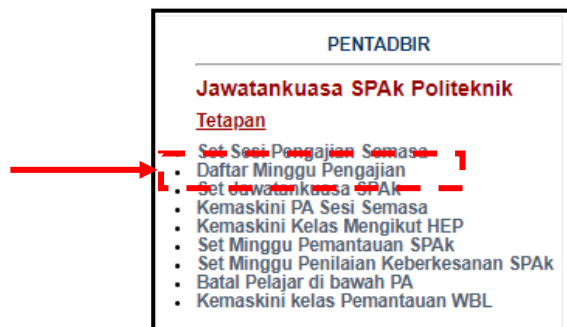 PENTADBIR
Jawatankuasa SPAk Politeknik
Tetapan
Set Sesi Pengajian Semasa
Daftar Minggu Pengajian
Set Jawatankuasa SPAk
Kemaskini PA Sesi Semasa
Kemaskini Kelas Mengikut HEP
Set Minggu Pemantauan SPAk
Set Minggu Penilaian Keberkesanan SPAk
Batal Pelajar di bawah PA
Kemaskini kelas Pemantauan WBL